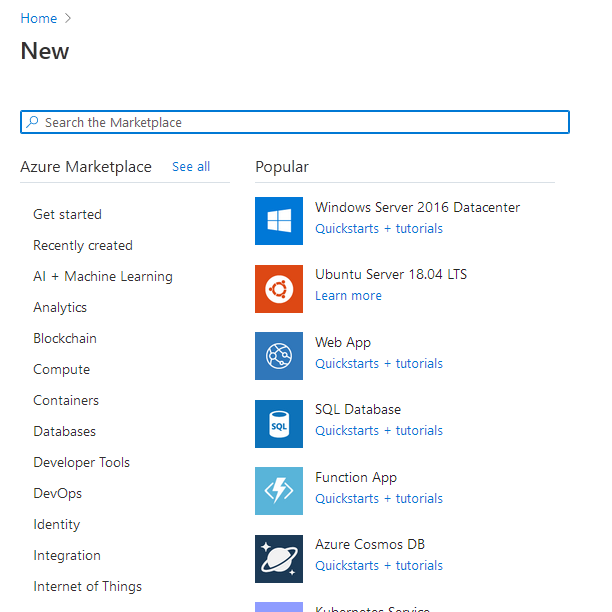 Home
New
Search the Marketplace
Azure Marketplace See all
Get started
Recently created
AI + Machine Learning
Analytics
Blockchain
Compute
Containers
Databases
Developer Tools
DevOps
Identity
Integration
Internet of Things
Popular
Windows Server 2016 Datacenter
Quickstarts + tutorials
Ubuntu Server 18.04 LTS
Learn more
Web App
Quickstarts + tutorials
SQL
SQL Database
Quickstarts + tutorials
Function App
Quickstarts + tutorials
Azure Cosmos DB
Quickstarts + tutorials
Kubernetes Service